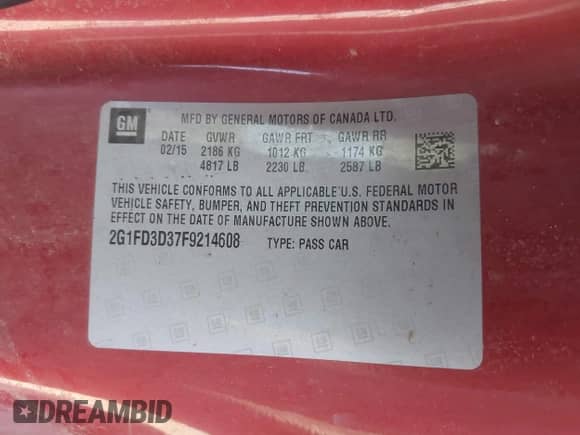 GM
MFD BY GENERAL MOTORS OF CANADA LTD.
DATE GVWR GAWR FRT GAWR RR
02/15 2186 KG 1012 KG 1174 KG
4817 LB 2230 LB 2587 LB
THIS VEHICLE CONFORMS TO ALL APPLICABLE U.S. FEDERAL MOTOR
VEHICLE SAFETY, BUMPER, AND THEFT PREVENTION STANDARDS IN
EFFECT ON THE DATE OF MANUFACTURE SHOWN ABOVE.
2G1FD3D37F9214608 TYPE: PASS CAR
DREAMBID